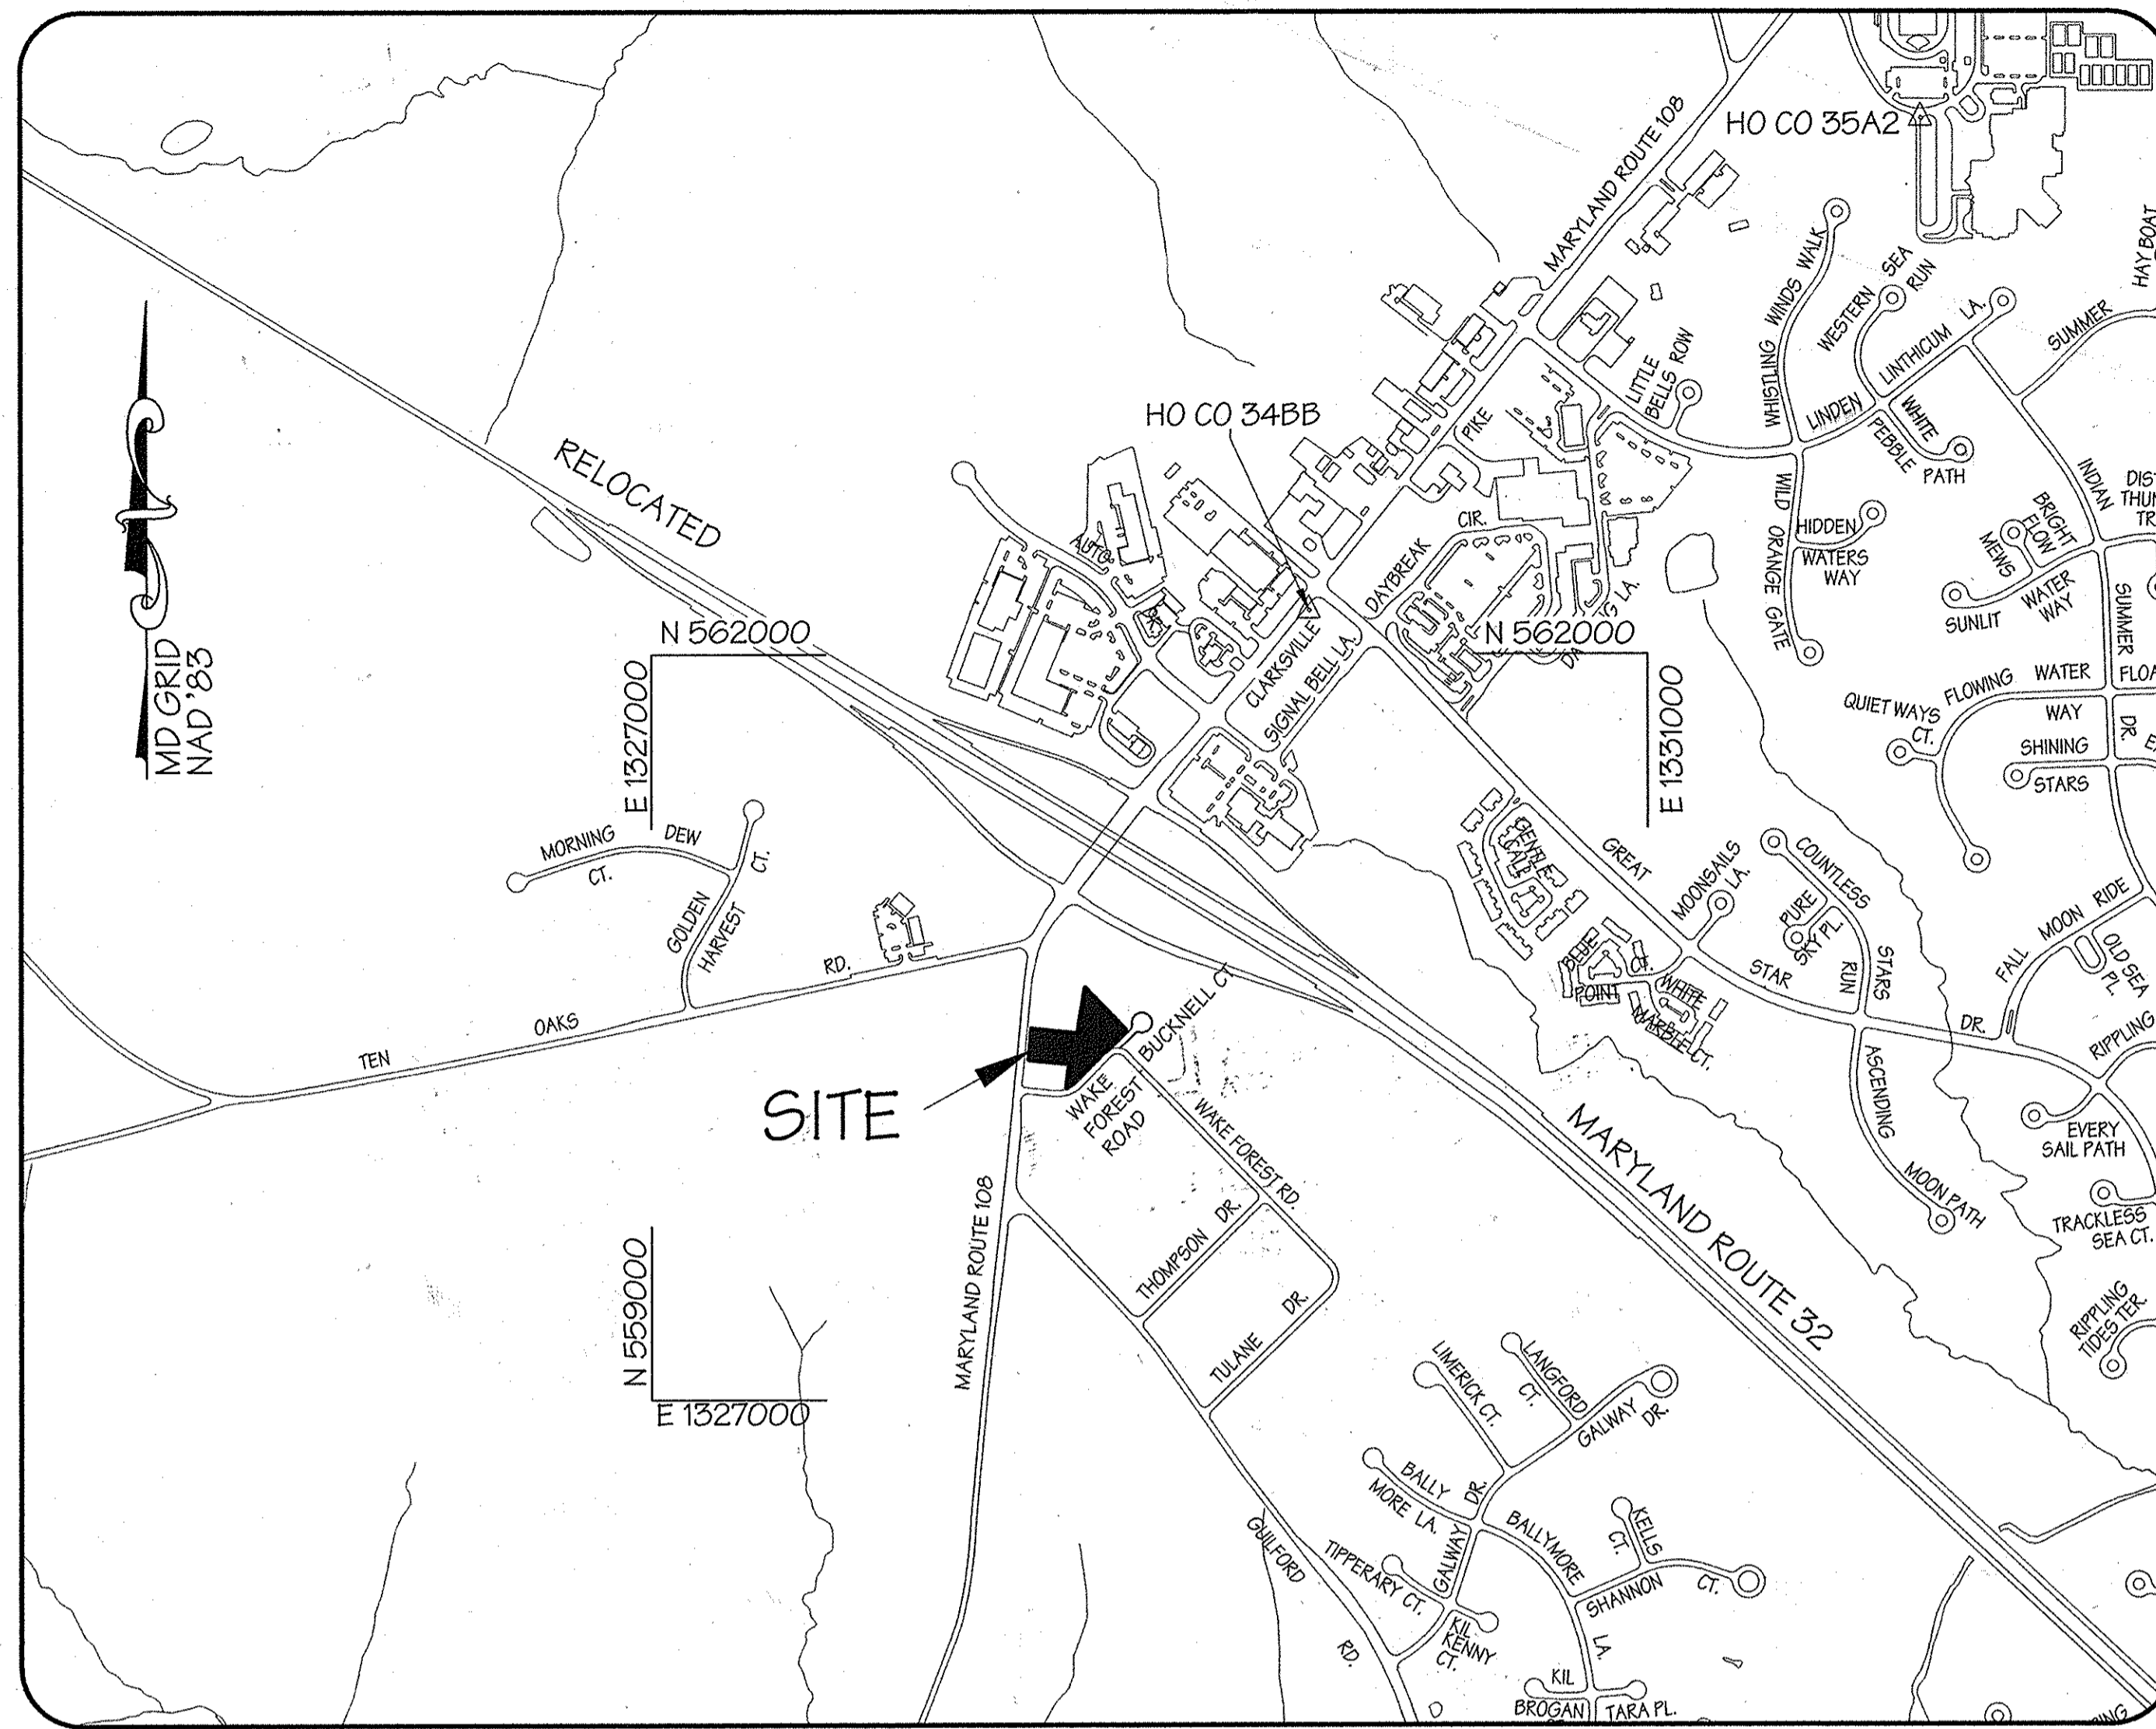 HO CO 35A2
MARYLAND ROUTE 108
HAY BOAT
WHISTLING WINDS WALK
WESTERN SEA
RUN
LINTHICUM LA.
SUMMER
LITTLE
BELLS ROW
LINDEN
WHITE
PEBBLE
PATH
HO CO 34BB
PIKE
RELOCATED
INDIAN
WILD ORANGE GATE
HIDDEN
WATERS
WAY
BRIGHT
FLOW
MEWS
WATER
WAY
SUNLIT
SUMMER
AUTO
CIR.
DAYBREAK
N 562000
E 1327000
CLARKSVILLE
SIGNAL BELL LA.
N 562000
E 1331000
MD GRID
NAD '83
FLOWING WATER
WAY
QUIET WAYS
CT.
DR.
SHINING
STARS
MORNING DEW
CT.
CT.
GOLDEN
HARVEST
GENTLE
GREAT
MOONSAILS
LA.
COUNTLESS
PURE
SKY PL.
STARS
RUN
FALL MOON RIDE
OLD SEA
PL.
TEN OAKS RD.
BLUE
POINT
CT.
WHITE
MARBLE CT.
STAR
DR.
RIPPLING
BUCKNELL CT.
SITE
WAKE
FOREST
ROAD
WAKE FOREST RD.
ASCENDING
MOON PATH
EVERY
SAIL PATH
TRACKLESS
SEA CT.
MARYLAND ROUTE 108
THOMPSON DR.
TULANE DR.
MARYLAND ROUTE 32
RIPPLING
TIDES TER.
N 559000
E 1327000
LIMERICK CT.
LANGFORD
CT.
GALWAY
DR.
BALLY
MORE LA.
DR.
GALWAY
BALLYMORE
KELLS
CT.
SHANNON CT.
GUILFORD
RD.
TIPPERARY CT.
KIL
KENNY
CT.
LA.
KIL
BROGAN
TARA PL.